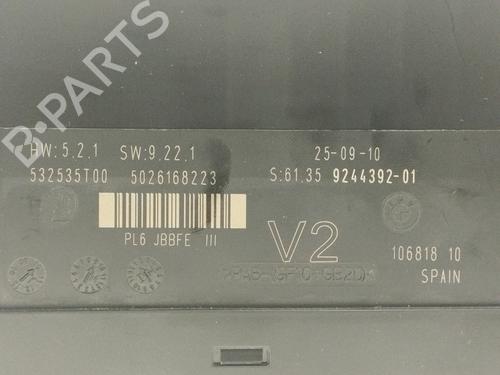 B-PARTS
HW:5.2.1 SW:9.22.1 25-09-10
532535T00 5026168223 S:61.35 9244392-01
PL6 JBBFE III V2 106818 10
SPAIN